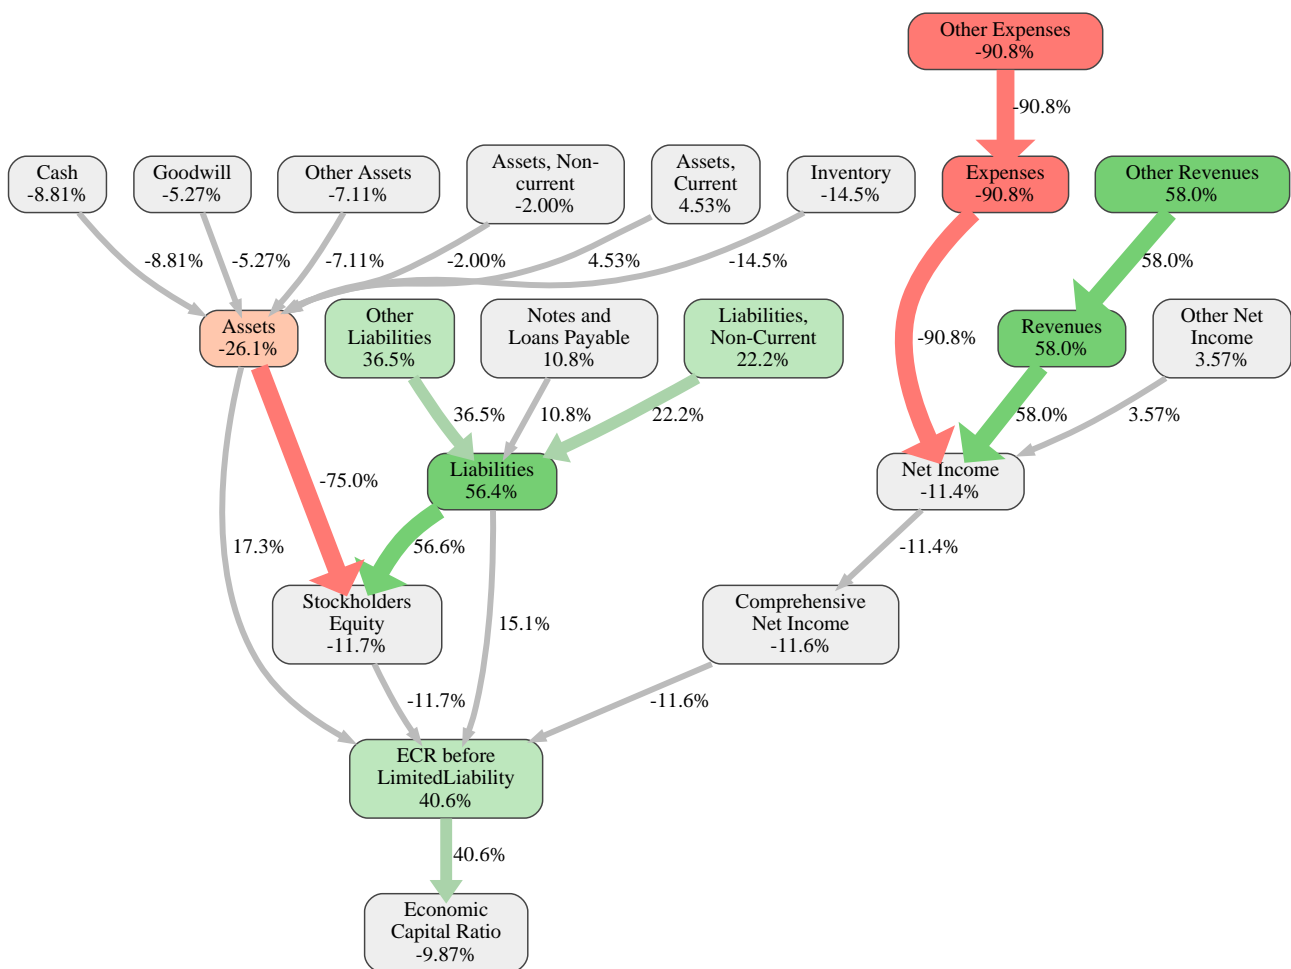 Other Expenses
-90.8%
-90.8%
Cash
-8.81%
Goodwill
-5.27%
Other Assets
-7.11%
Assets, Non-
current
-2.00%
Assets,
Current
4.53%
Inventory
-14.5%
Expenses
-90.8%
Other Revenues
58.0%
-8.81%
-5.27%
-7.11%
-2.00%
4.53%
-14.5%
58.0%
Assets
-26.1%
Other
Liabilities
36.5%
Notes and
Loans Payable
10.8%
Liabilities,
Non-Current
22.2%
-90.8%
Revenues
58.0%
Other Net
Income
3.57%
36.5%
10.8%
22.2%
58.0%
3.57%
-75.0%
Liabilities
56.4%
Net Income
-11.4%
17.3%
56.6%
-11.4%
Stockholders
Equity
-11.7%
15.1%
Comprehensive
Net Income
-11.6%
-11.7%
-11.6%
ECR before
LimitedLiability
40.6%
40.6%
Economic
Capital Ratio
-9.87%